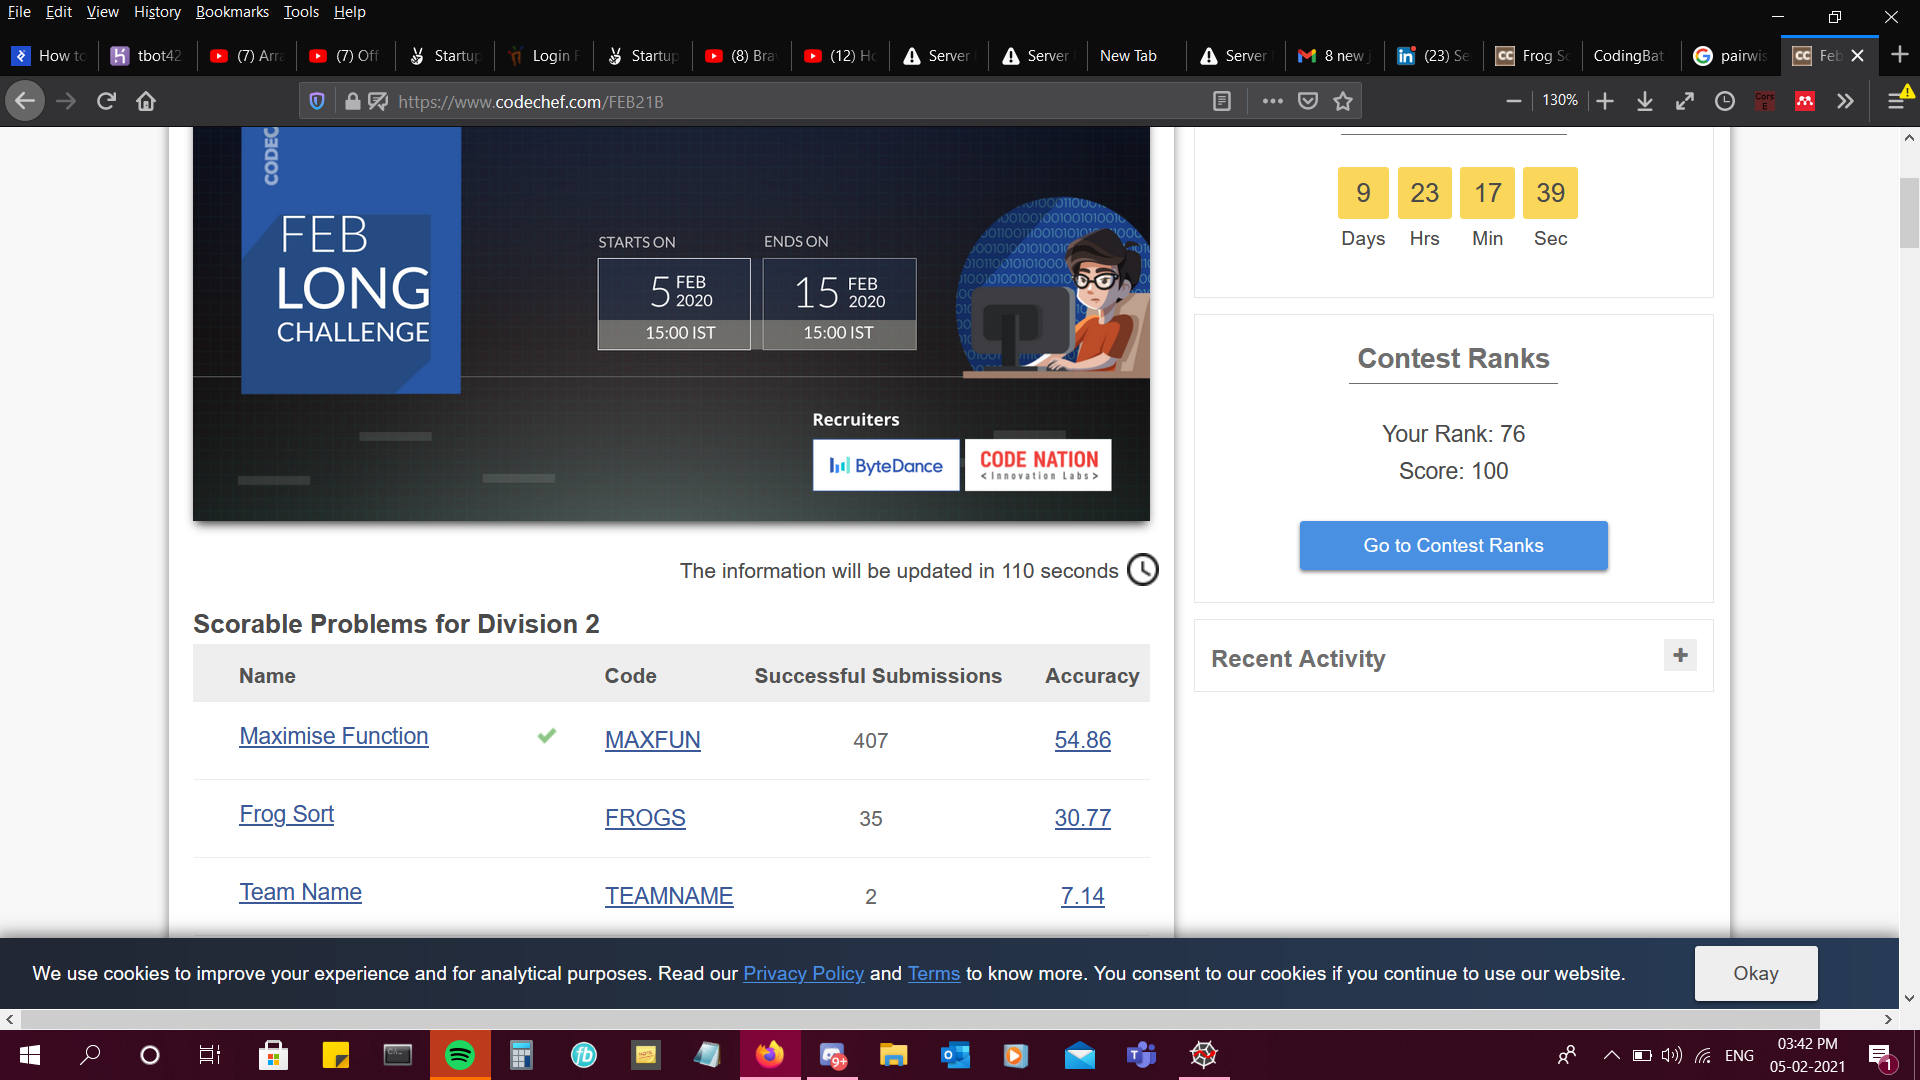 File Edit View History Bookmarks Tools Help
How to
tbot42
(7) Arra
(7) Off
Startup
Login F
Startup
(8) Bra
(12) Ho
Server
Server
New Tab
Server
8 new
(23) Se
Frog So
CodingBat
pairwis
Feb
https://www.codechef.com/FEB21B
130%
FEB
LONG
CHALLENGE
STARTS ON
5 FEB 2020
15:00 IST
ENDS ON
15 FEB 2020
15:00 IST
Recruiters
ByteDance
CODE NATION
<Innovation Labs>
9 23 17 39
Days Hrs Min Sec
Contest Ranks
Your Rank: 76
Score: 100
Go to Contest Ranks
Recent Activity
The information will be updated in 110 seconds
Scorable Problems for Division 2
Name Code Successful Submissions Accuracy
Maximise Function MAXFUN 407 54.86
Frog Sort FROGS 35 30.77
Team Name TEAMNAME 2 7.14
We use cookies to improve your experience and for analytical purposes. Read our Privacy Policy and Terms to know more. You consent to our cookies if you continue to use our website.
Okay
9+
ENG
03:42 PM
05-02-2021
1